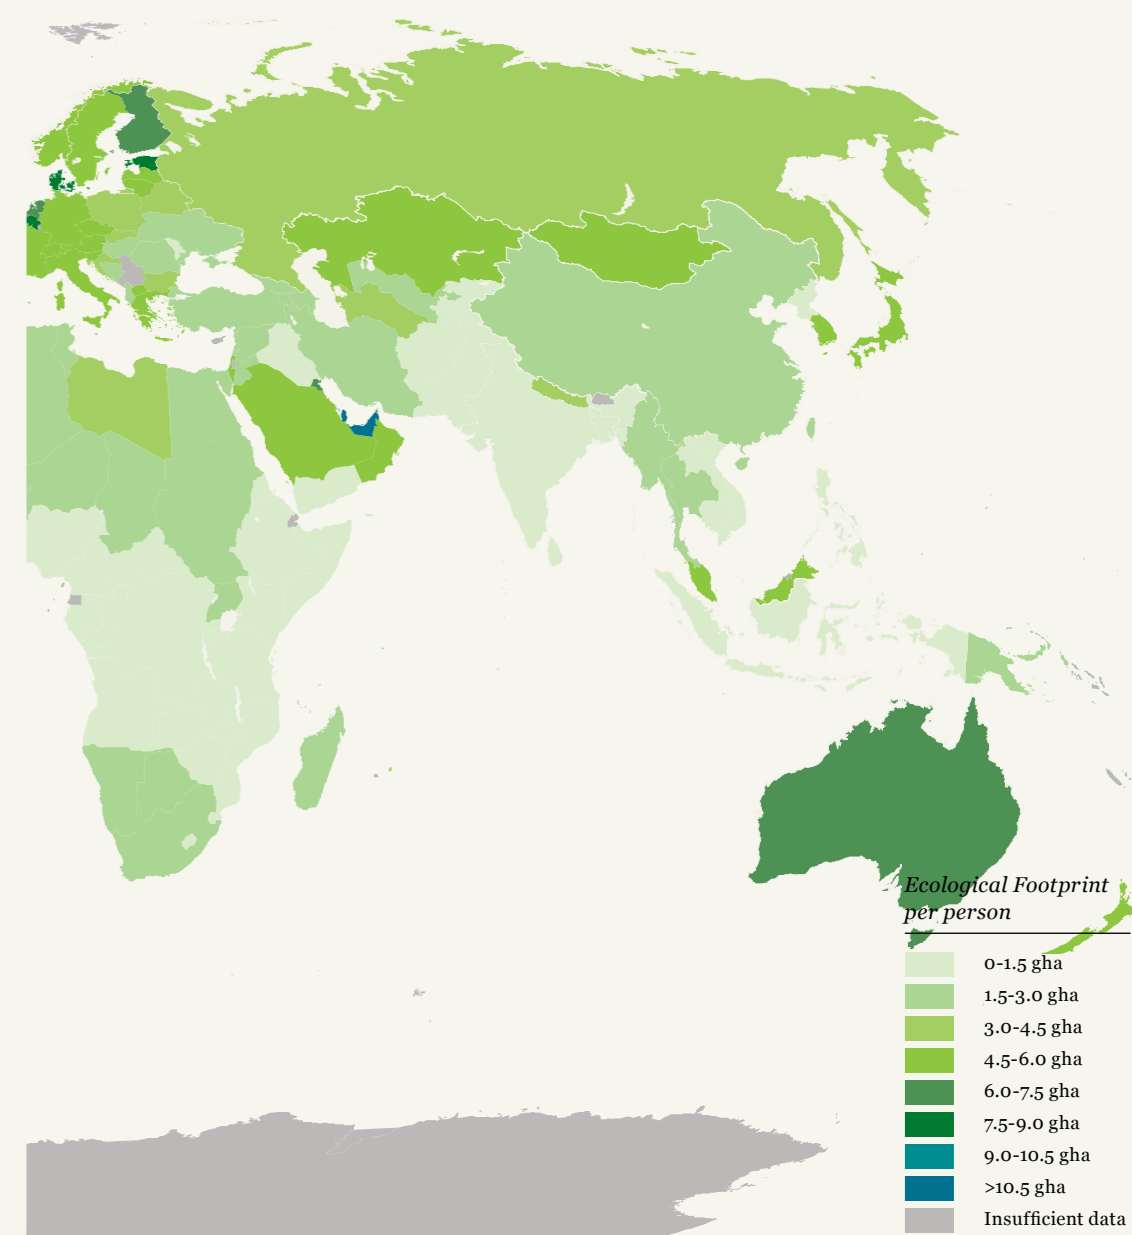 Ecological Footprint
per person
0-1.5 gha
1.5-3.0 gha
3.0-4.5 gha
4.5-6.0 gha
6.0-7.5 gha
7.5-9.0 gha
9.0-10.5 gha
>10.5 gha
Insufficient data